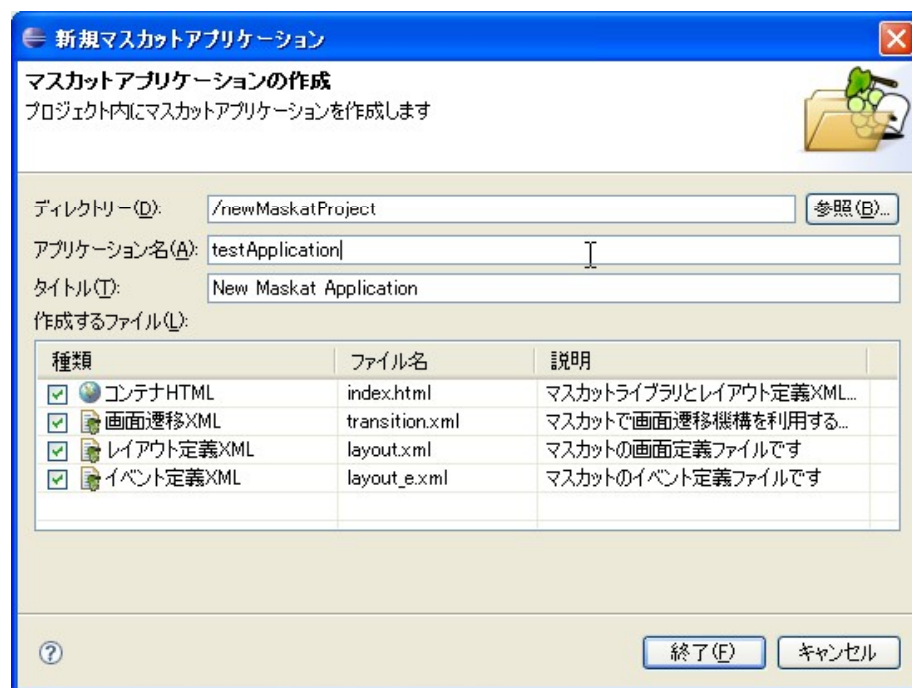 新規マスカットアプリケーション
マスカットアプリケーションの作成
プロジェクト内にマスカットアプリケーションを作成します
ディレクトリー(D): /newMaskatProject 参照(B)...
アプリケーション名(A): testApplication
タイトル(T): New Maskat Application
作成するファイル(L):
種類 ファイル名 説明
コンテナHTML index.html マスカットライブラリとレイアウト定義XML...
画面遷移XML transition.xml マスカットで画面遷移機構を利用する...
レイアウト定義XML layout.xml マスカットの画面定義ファイルです
イベント定義XML layout_e.xml マスカットのイベント定義ファイルです
終了(F) キャンセル